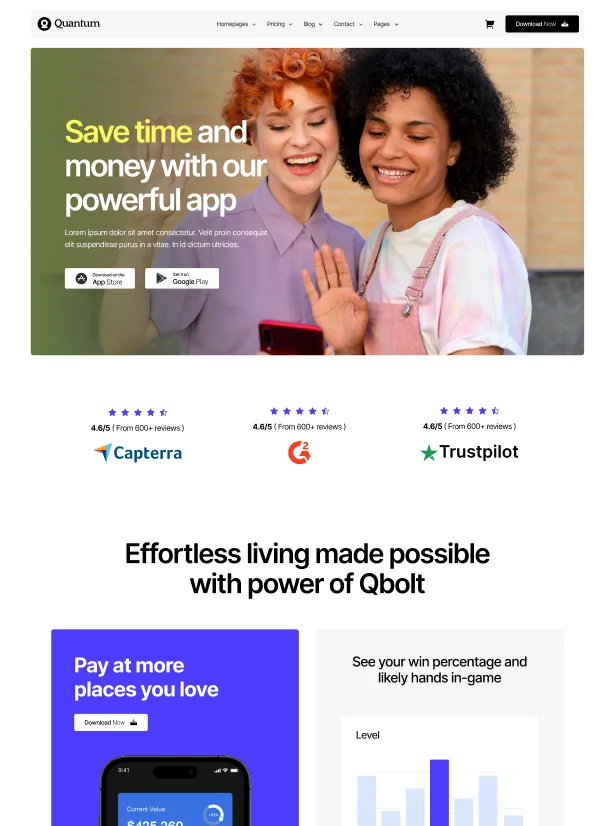 Quantum
Homepages
Pricing
Blog
Contact
Pages
Download Now
Save time and
money with our
powerful app
Lorem ipsum dolor sit amet consectetur. Velit proin consequat
elit suspendisse purus in a vitae. In id dictum ultricies.
Download on the
App Store
Get it on
Google Play
4.6/5 ( From 600+ reviews )
Capterra
4.6/5 ( From 600+ reviews )
G2
4.6/5 ( From 600+ reviews )
Trustpilot
Effortless living made possible
with power of Qbolt
Pay at more
places you love
Download Now
9:41
Current Value
$425,260
See your win percentage and
likely hands in-game
Level